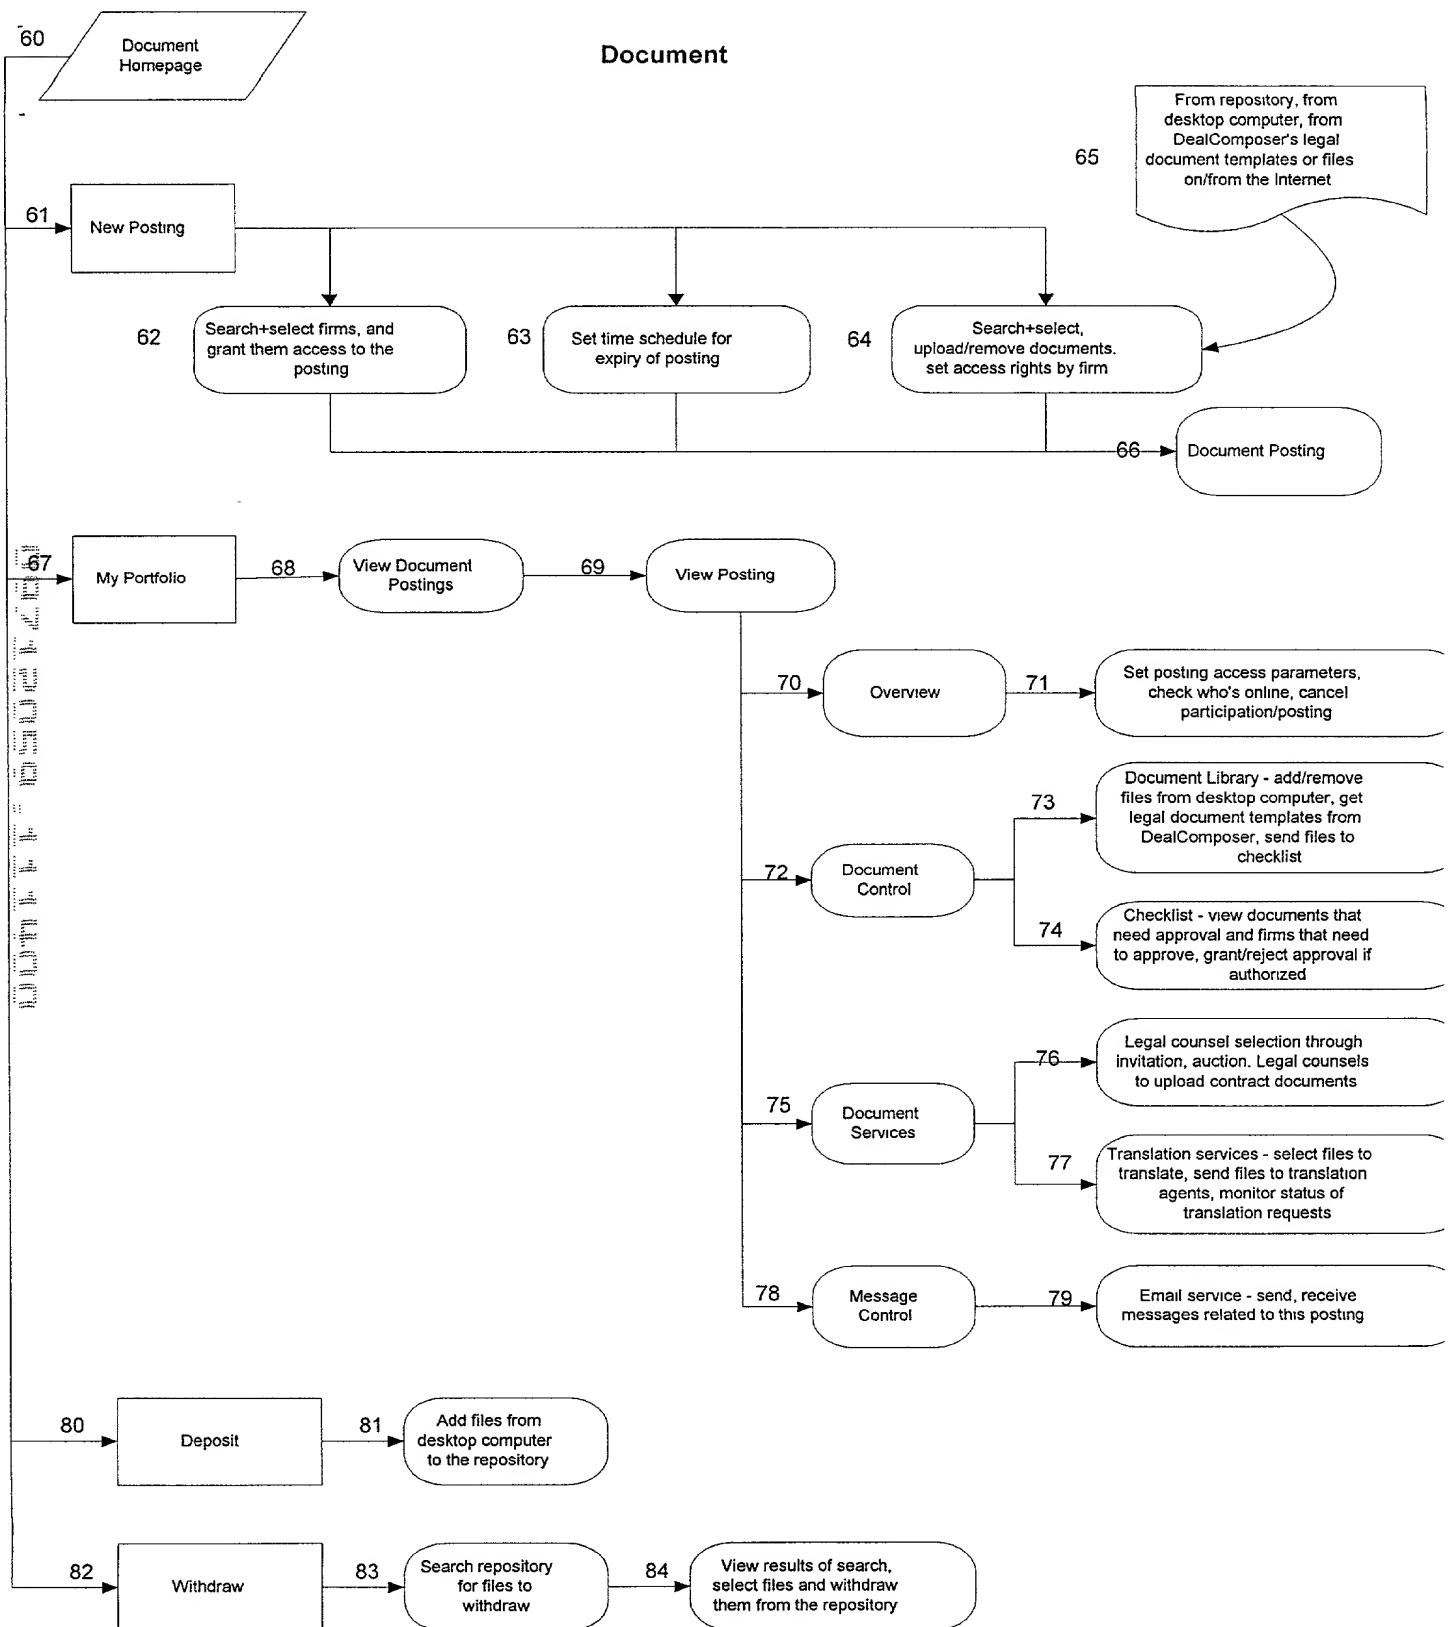 60
Document
Homepage
Document
From repository, from
desktop computer, from
DealComposer's legal
document templates or files
on/from the Internet
65
61
New Posting
62
Search+select firms, and
grant them access to the
posting
63
Set time schedule for
expiry of posting
64
Search+select,
upload/remove documents.
set access rights by firm
66
Document Posting
67
My Portfolio
68
View Document
Postings
69
View Posting
70
Overview
71
Set posting access parameters,
check who's online, cancel
participation/posting
72
Document
Control
73
Document Library - add/remove
files from desktop computer, get
legal document templates from
DealComposer, send files to
checklist
74
Checklist - view documents that
need approval and firms that need
to approve, grant/reject approval if
authorized
75
Document
Services
76
Legal counsel selection through
invitation, auction. Legal counsels
to upload contract documents
77
Translation services - select files to
translate, send files to translation
agents, monitor status of
translation requests
78
Message
Control
79
Email service - send, receive
messages related to this posting
80
Deposit
81
Add files from
desktop computer
to the repository
82
Withdraw
83
Search repository
for files to
withdraw
84
View results of search,
select files and withdraw
them from the repository